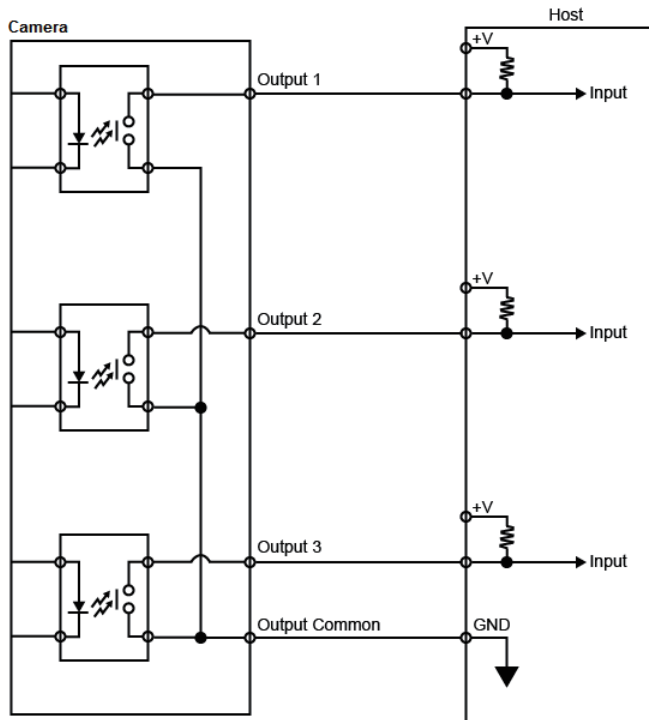 Camera
Host
+V
Output 1
Input
+V
Output 2
Input
+V
Output 3
Input
Output Common
GND